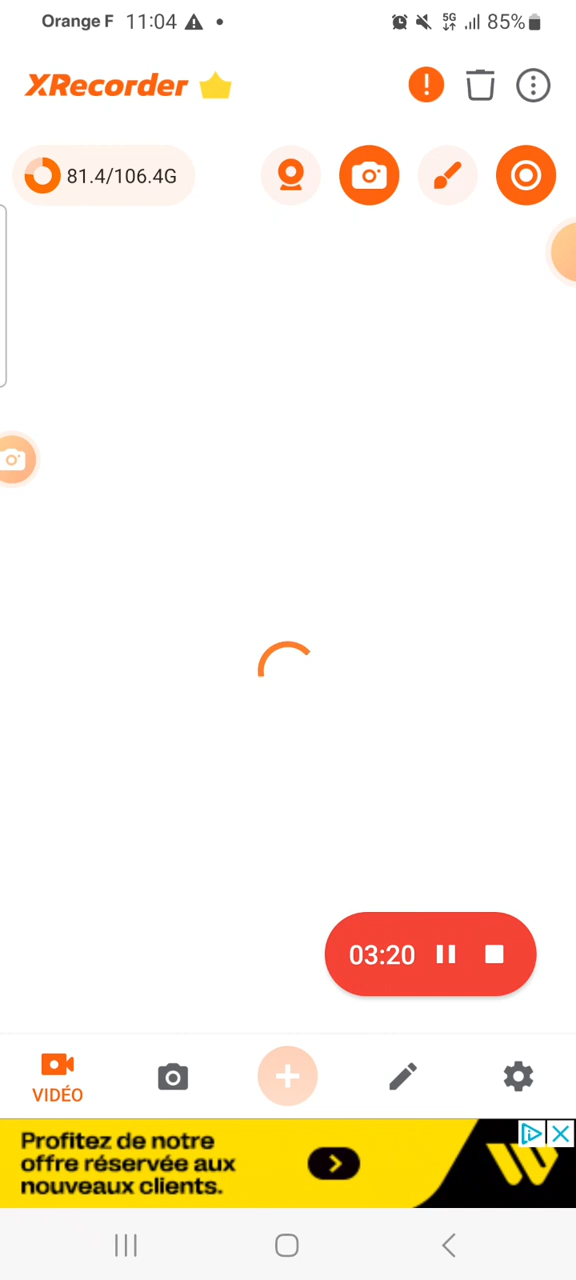 Orange F 11:04
5G
85%
XRecorder
81.4/106.4G
03:20
VIDÉO
Profitez de notre
offre réservée aux
nouveaux clients.